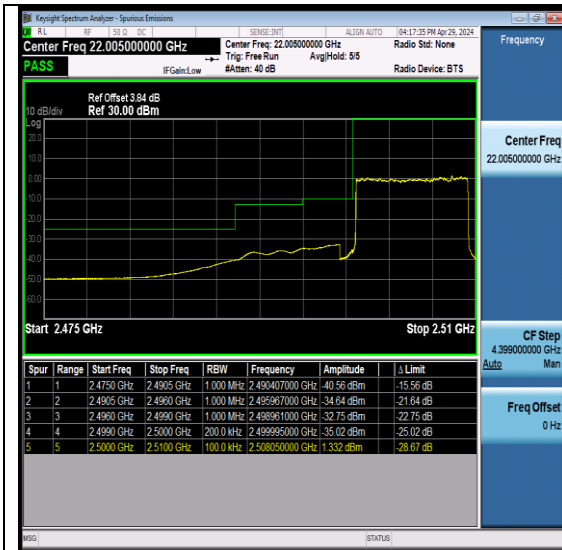 Keysight Spectrum Analyzer - Spurious Emissions
RL RF 50 Ω DC SENSE:INT ALIGN AUTO 04:17:35 PM Apr 29, 2024
Center Freq 22.005000000 GHz Center Freq: 22.005000000 GHz Radio Std: None
PASS Trig: Free Run Avg|Hold: 5/5
IFGain:Low #Atten: 40 dB Radio Device: BTS
Ref Offset 3.84 dB
10 dB/div Ref 30.00 dBm
Log
20.0
10.0
0.00
-10.0
-20.0
-30.0
-40.0
-50.0
-60.0
Start 2.475 GHz Stop 2.51 GHz
Spur Range Start Freq Stop Freq RBW Frequency Amplitude Δ Limit
1 1 2.4750 GHz 2.4905 GHz 1.000 MHz 2.490407000 GHz -40.56 dBm -15.56 dB
2 2 2.4905 GHz 2.4960 GHz 1.000 MHz 2.495967000 GHz -34.64 dBm -21.64 dB
3 3 2.4960 GHz 2.4990 GHz 1.000 MHz 2.498961000 GHz -32.75 dBm -22.75 dB
4 4 2.4990 GHz 2.5000 GHz 200.0 kHz 2.499995000 GHz -35.02 dBm -25.02 dB
5 5 2.5000 GHz 2.5100 GHz 100.0 kHz 2.508050000 GHz 1.332 dBm -28.67 dB
MSG STATUS
Frequency
Center Freq
22.005000000 GHz
CF Step
4.399000000 GHz
Auto Man
Freq Offset
0 Hz